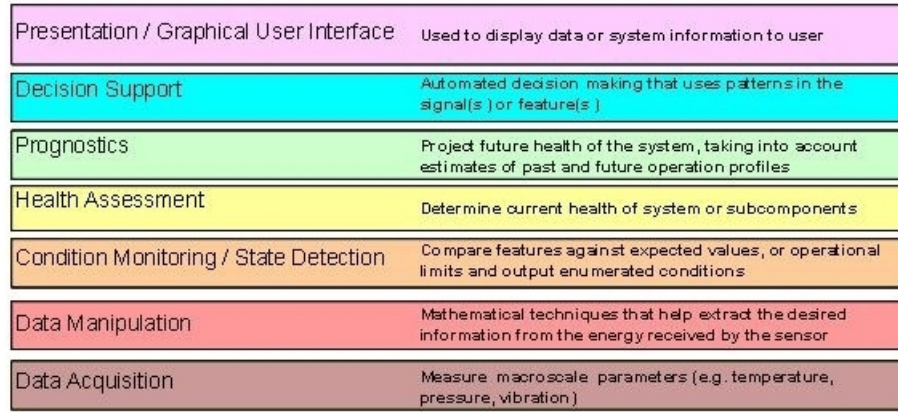 Presentation / Graphical User Interface
Used to display data or system information to user
Decision Support
Automated decision making that uses patterns in the
signal(s ) or feature(s )
Prognostics
Project future health of the system, taking into account
estimates of past and future operation profiles
Health Assessment
Determine current health of system or subcomponents
Condition Monitoring / State Detection
Compare features against expected values, or operational
limits and output enumerated conditions
Data Manipulation
Mathematical techniques that help extract the desired
information from the energy received by the sensor
Data Acquisition
Measure macroscale parameters (e.g. temperature,
pressure, vibration )